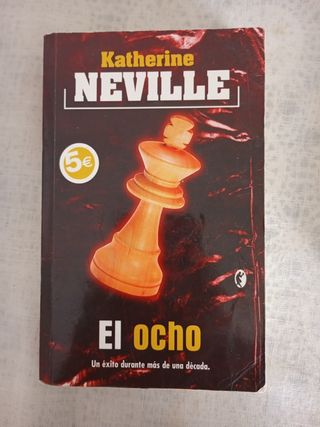 Katherine
NEVILLE
5€
El ocho
Un éxito durante más de una década.